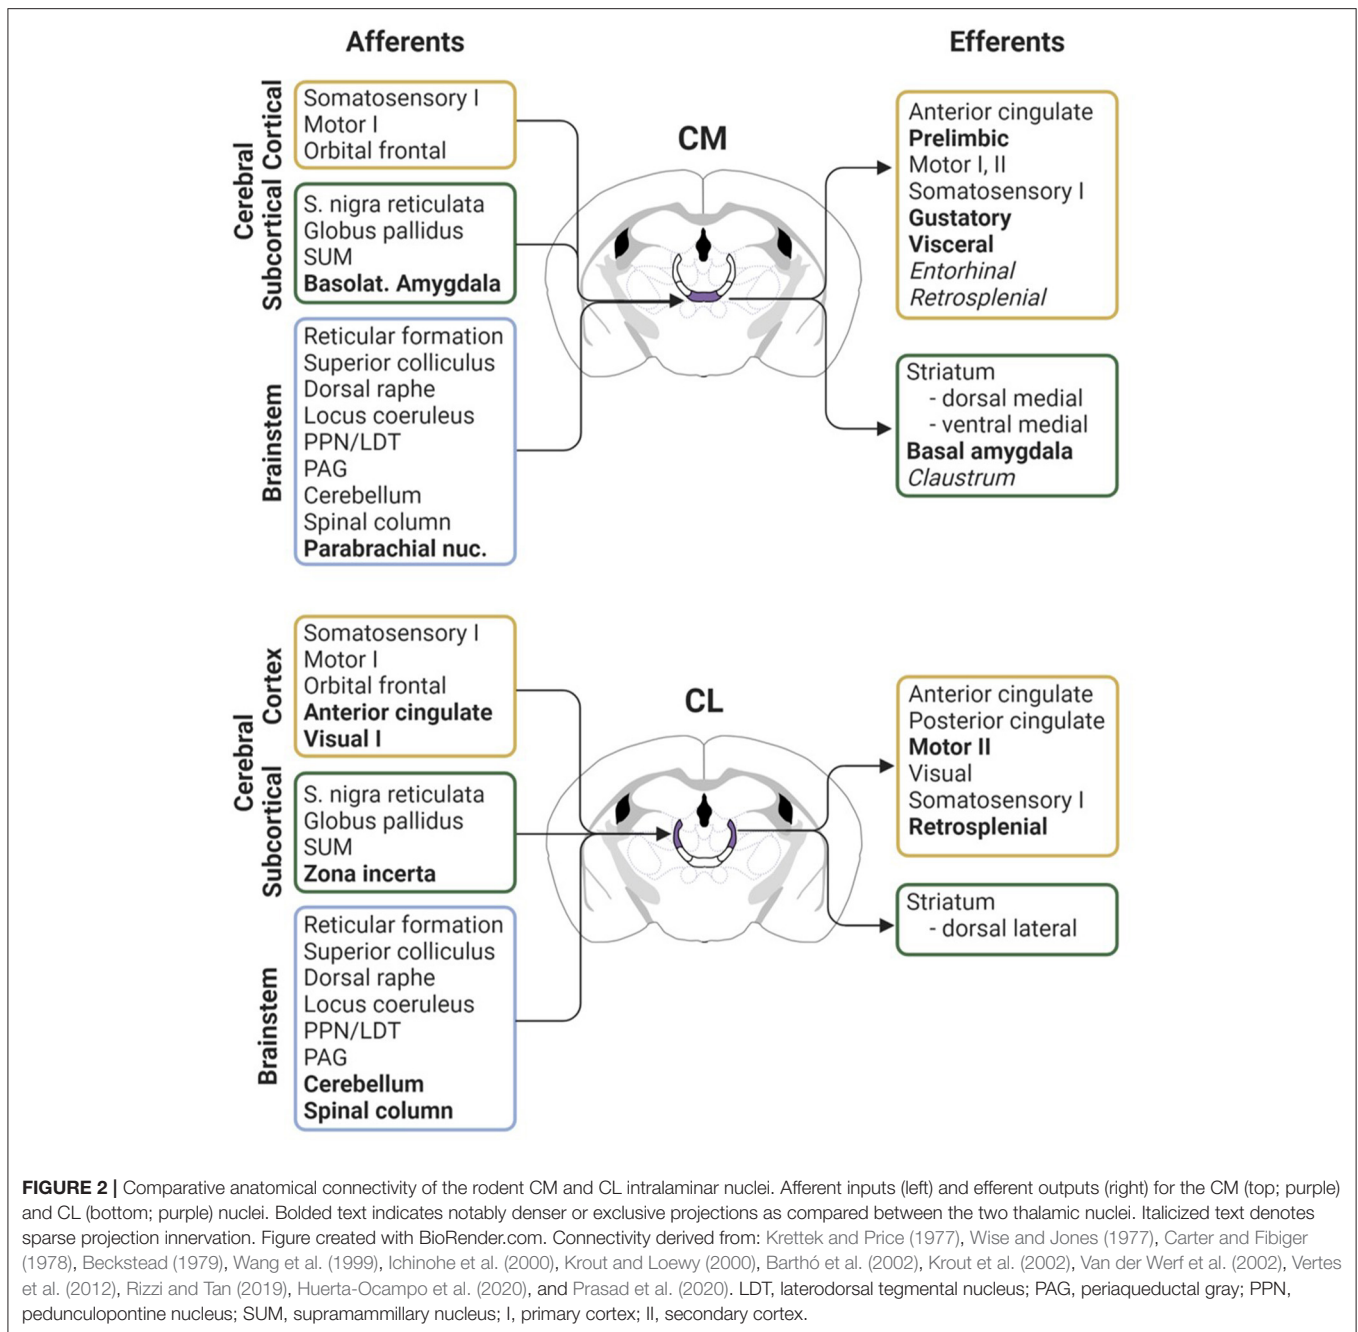 Afferents
Efferents
Cerebral
Cortical
Somatosensory I
Motor I
Orbital frontal
Subcortical
S. nigra reticulata
Globus pallidus
SUM
Basolat. Amygdala
Brainstem
Reticular formation
Superior colliculus
Dorsal raphe
Locus coeruleus
PPN/LDT
PAG
Cerebellum
Spinal column
Parabrachial nuc.
CM
Anterior cingulate
Prelimbic
Motor I, II
Somatosensory I
Gustatory
Visceral
Entorhinal
Retrosplenial
Striatum
- dorsal medial
- ventral medial
Basal amygdala
Claustrum
Cerebral
Cortex
Somatosensory I
Motor I
Orbital frontal
Anterior cingulate
Visual I
Subcortical
S. nigra reticulata
Globus pallidus
SUM
Zona incerta
Brainstem
Reticular formation
Superior colliculus
Dorsal raphe
Locus coeruleus
PPN/LDT
PAG
Cerebellum
Spinal column
CL
Anterior cingulate
Posterior cingulate
Motor II
Visual
Somatosensory I
Retrosplenial
Striatum
- dorsal lateral
FIGURE 2 | Comparative anatomical connectivity of the rodent CM and CL intralaminar nuclei. Afferent inputs (left) and efferent outputs (right) for the CM (top; purple)
and CL (bottom; purple) nuclei. Bolded text indicates notably denser or exclusive projections as compared between the two thalamic nuclei. Italicized text denotes
sparse projection innervation. Figure created with BioRender.com. Connectivity derived from: Krettek and Price (1977), Wise and Jones (1977), Carter and Fibiger
(1978), Beckstead (1979), Wang et al. (1999), Ichinohe et al. (2000), Krout and Loewy (2000), Barthó et al. (2002), Krout et al. (2002), Van der Werf et al. (2002), Vertes
et al. (2012), Rizzi and Tan (2019), Huerta-Ocampo et al. (2020), and Prasad et al. (2020). LDT, laterodorsal tegmental nucleus; PAG, periaqueductal gray; PPN,
pedunculopontine nucleus; SUM, supramammillary nucleus; I, primary cortex; II, secondary cortex.